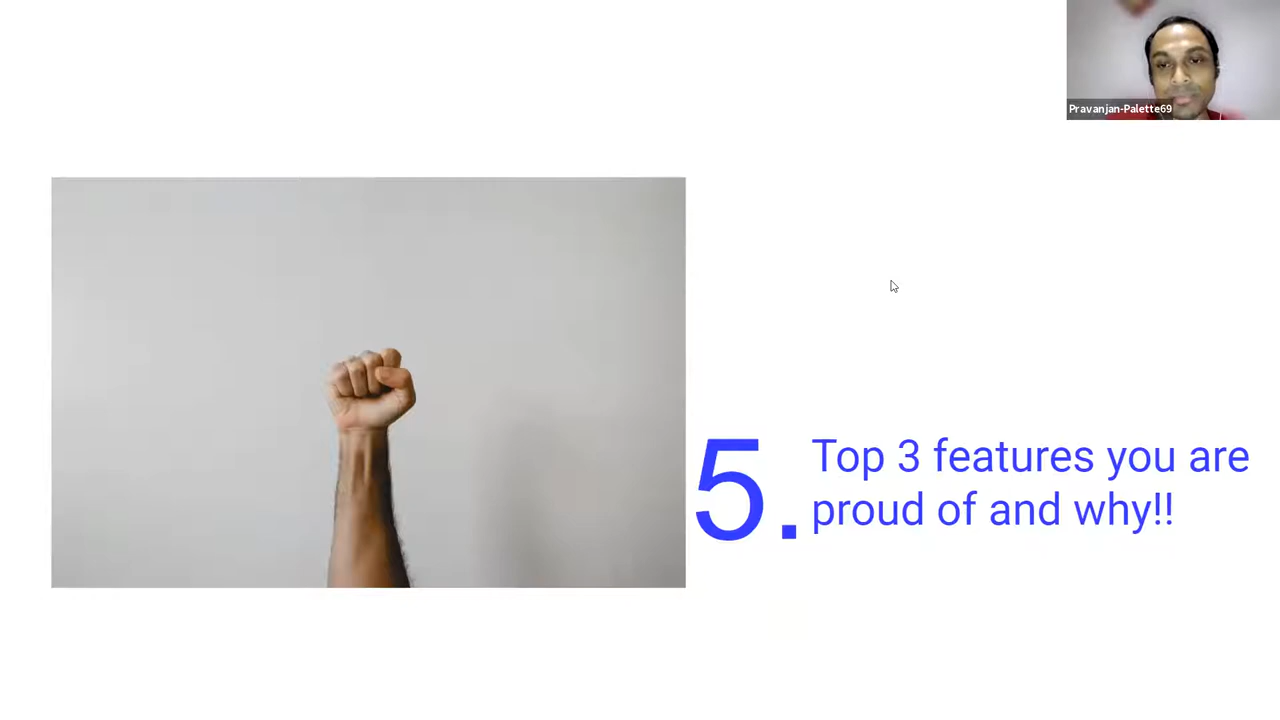 Pravanjan-Palette69
5. Top 3 features you are
proud of and why!!